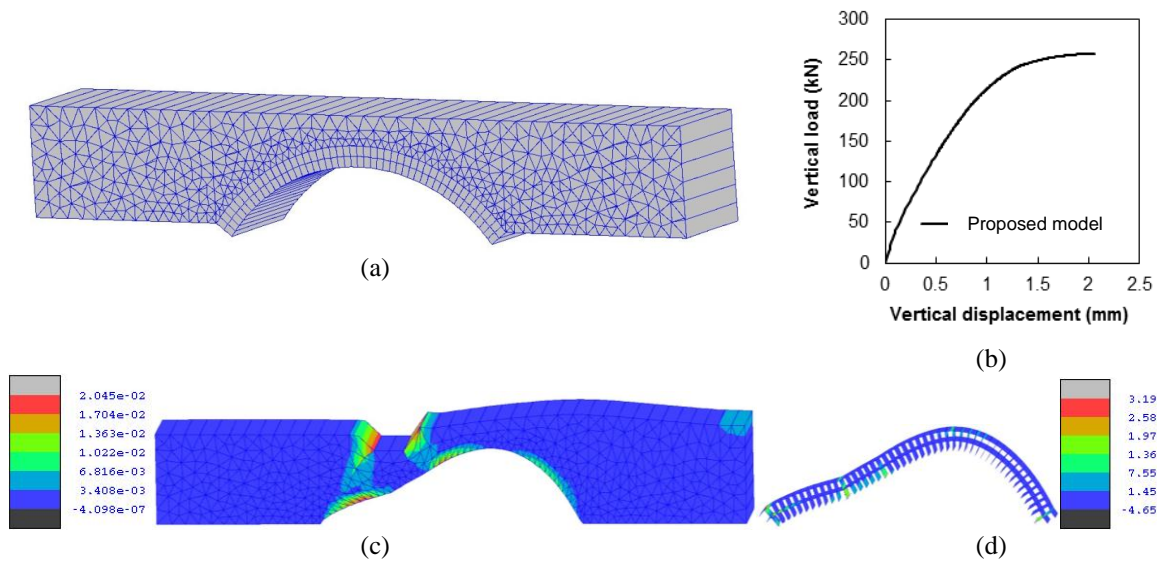 (a)
300
250
200
150
100
50
0
Vertical load (kN)
Proposed model
0 0.5 1 1.5 2 2.5
Vertical displacement (mm)
(b)
2.045e-02
1.704e-02
1.363e-02
1.022e-02
6.816e-03
3.408e-03
-4.098e-07
(c)
3.19
2.58
1.97
1.36
7.55
1.45
-4.65
(d)